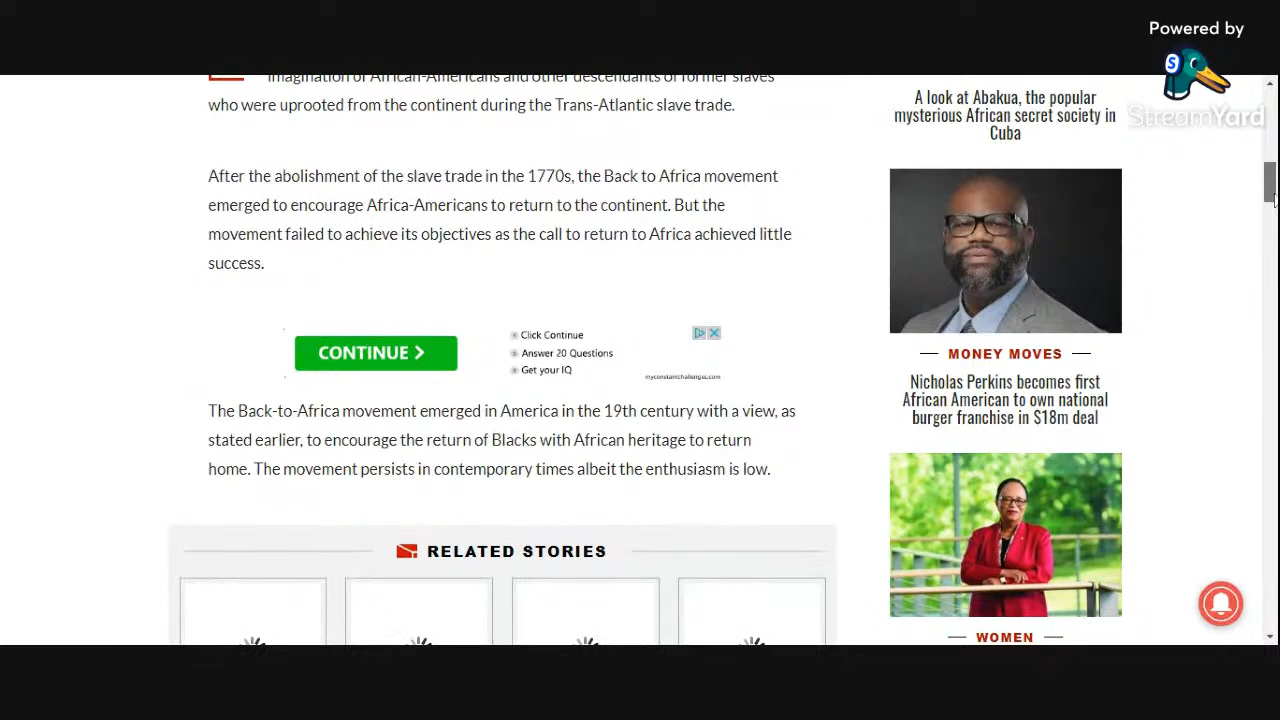 Powered by
S
StreamYard
imagination of African-Americans and other descendants of former slaves
who were uprooted from the continent during the Trans-Atlantic slave trade.
After the abolishment of the slave trade in the 1770s, the Back to Africa movement
emerged to encourage Africa-Americans to return to the continent. But the
movement failed to achieve its objectives as the call to return to Africa achieved little
success.
CONTINUE >
Click Continue
Answer 20 Questions
Get your IQ
myconstantchallenges.com
The Back-to-Africa movement emerged in America in the 19th century with a view, as
stated earlier, to encourage the return of Blacks with African heritage to return
home. The movement persists in contemporary times albeit the enthusiasm is low.
RELATED STORIES
A look at Abakua, the popular
mysterious African secret society in
Cuba
MONEY MOVES
Nicholas Perkins becomes first
African American to own national
burger franchise in $18m deal
WOMEN